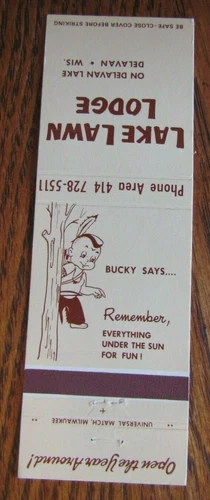 BE SAFE - CLOSE COVER BEFORE STRIKING
LAKE LAWN
LODGE
ON DELAVAN LAKE
DELAVAN • WIS.
Phone Area 414 728-5511
BUCKY SAYS....
Remember,
EVERYTHING
UNDER THE SUN
FOR FUN !
UNIVERSAL MATCH, MILWAUKEE
Open the Year Around!